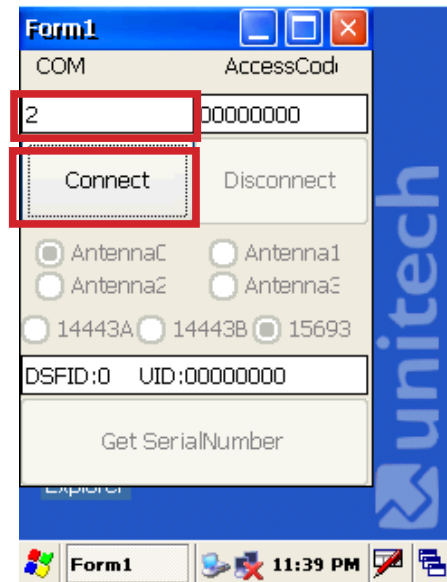 Form1
COM AccessCod
2 00000000
Connect Disconnect
Antenna0 Antenna1
Antenna2 Antenna3
14443A 14443B 15693
DSFID:0 UID:00000000
Get SerialNumber
Explorer
unitech
Form1 11:39 PM